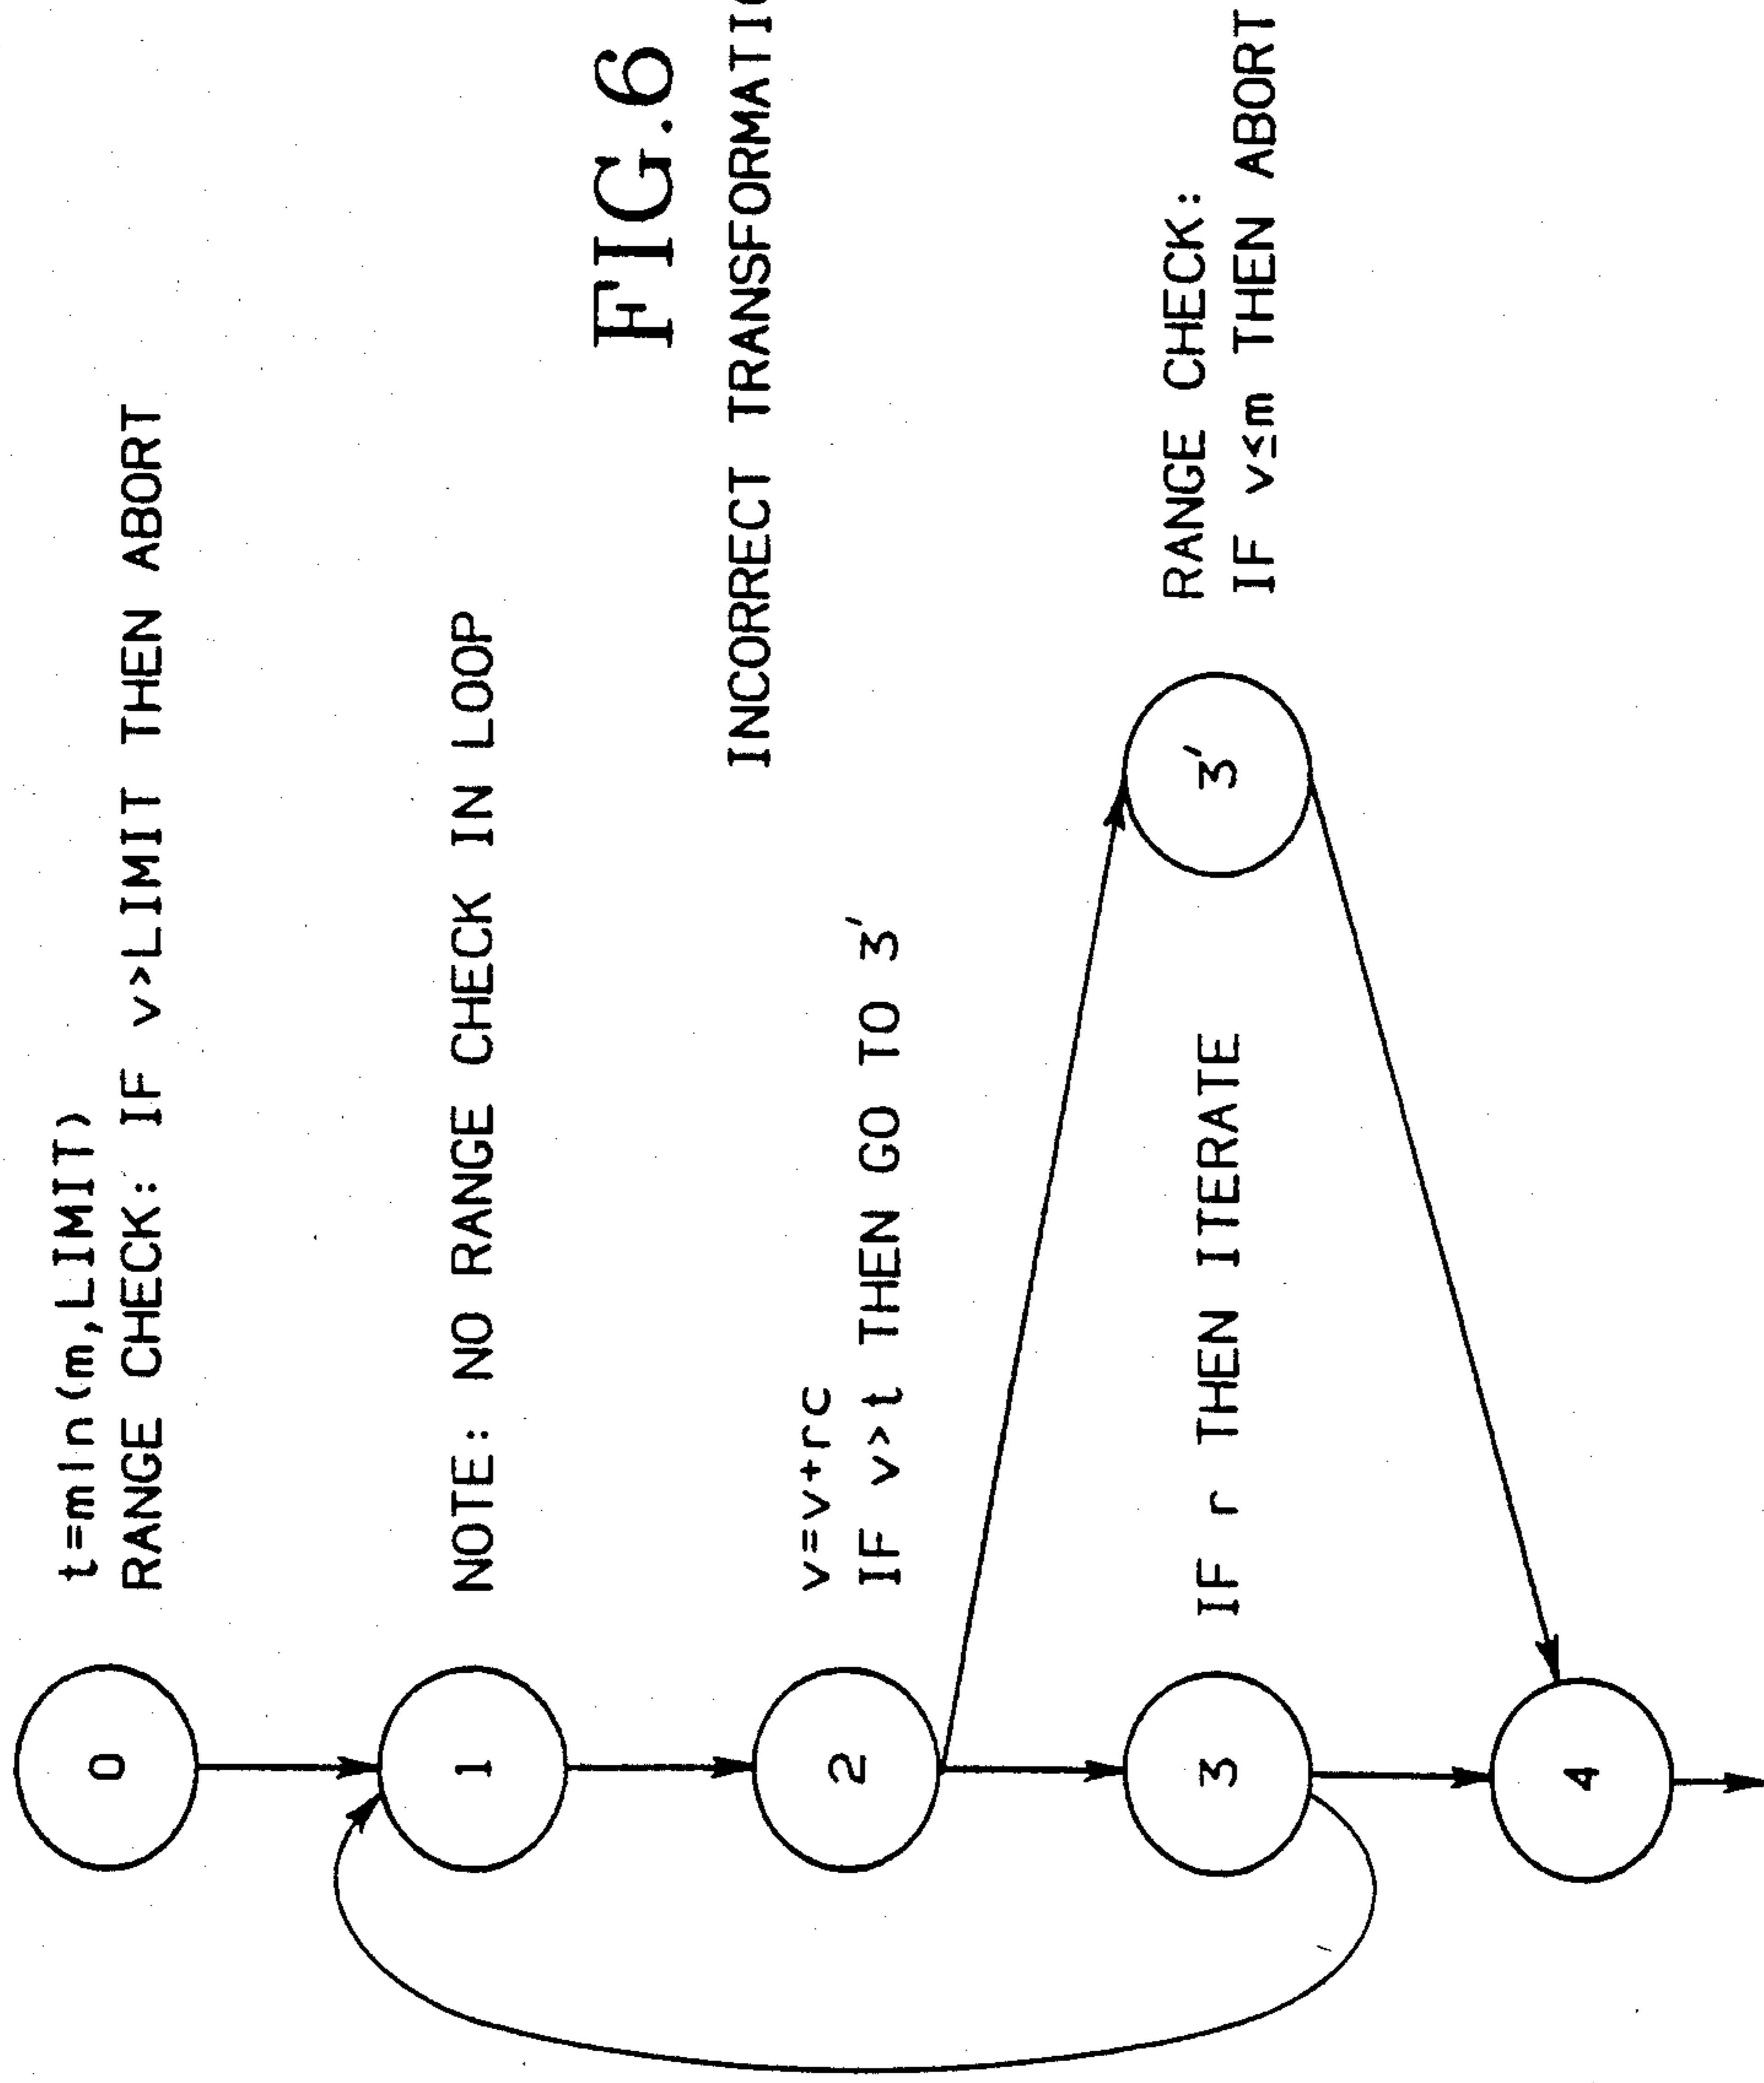 0
t=min(m,LIMIT)
RANGE CHECK: IF v>LIMIT THEN ABORT
1
NOTE: NO RANGE CHECK IN LOOP
FIG.6
2
v=v+rc
IF v>t THEN GO TO 3'
3
IF r THEN ITERATE
3'
RANGE CHECK:
IF v≤m THEN ABORT
4
INCORRECT